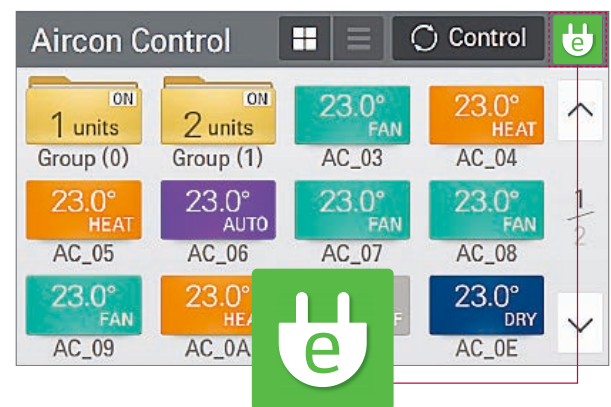 Aircon Control
Control
e
ON
1 units
Group (0)
ON
2 units
Group (1)
23.0°
FAN
AC_03
23.0°
HEAT
AC_04
23.0°
HEAT
AC_05
23.0°
AUTO
AC_06
23.0°
FAN
AC_07
23.0°
FAN
AC_08
1
2
23.0°
FAN
AC_09
23.0°
AC_0A
F
23.0°
DRY
AC_0E
e